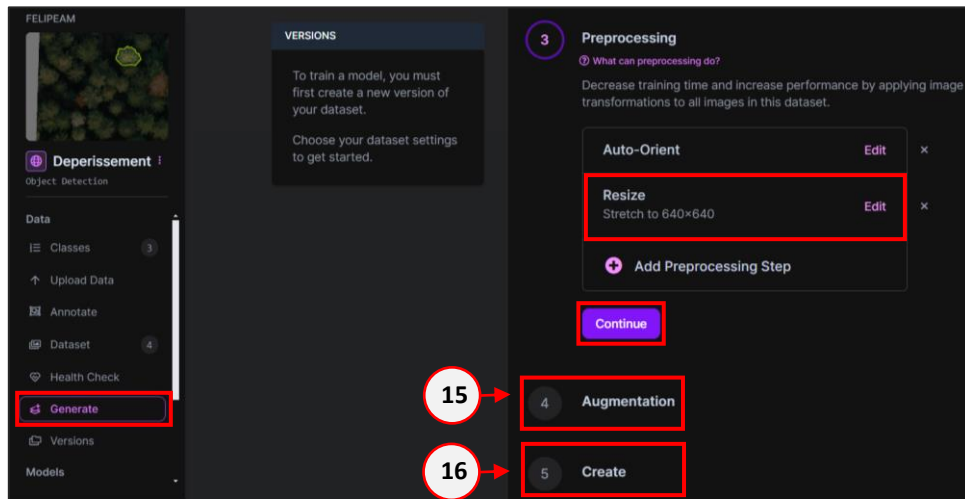 FELIPEAM
Deperissement
Object Detection
Data
Classes 3
Upload Data
Annotate
Dataset 4
Health Check
Generate
Versions
Models
VERSIONS
To train a model, you must
first create a new version of
your dataset.
Choose your dataset settings
to get started.
3 Preprocessing
What can preprocessing do?
Decrease training time and increase performance by applying image
transformations to all images in this dataset.
Auto-Orient Edit ×
Resize
Stretch to 640×640 Edit ×
Add Preprocessing Step
Continue
15 4 Augmentation
16 5 Create